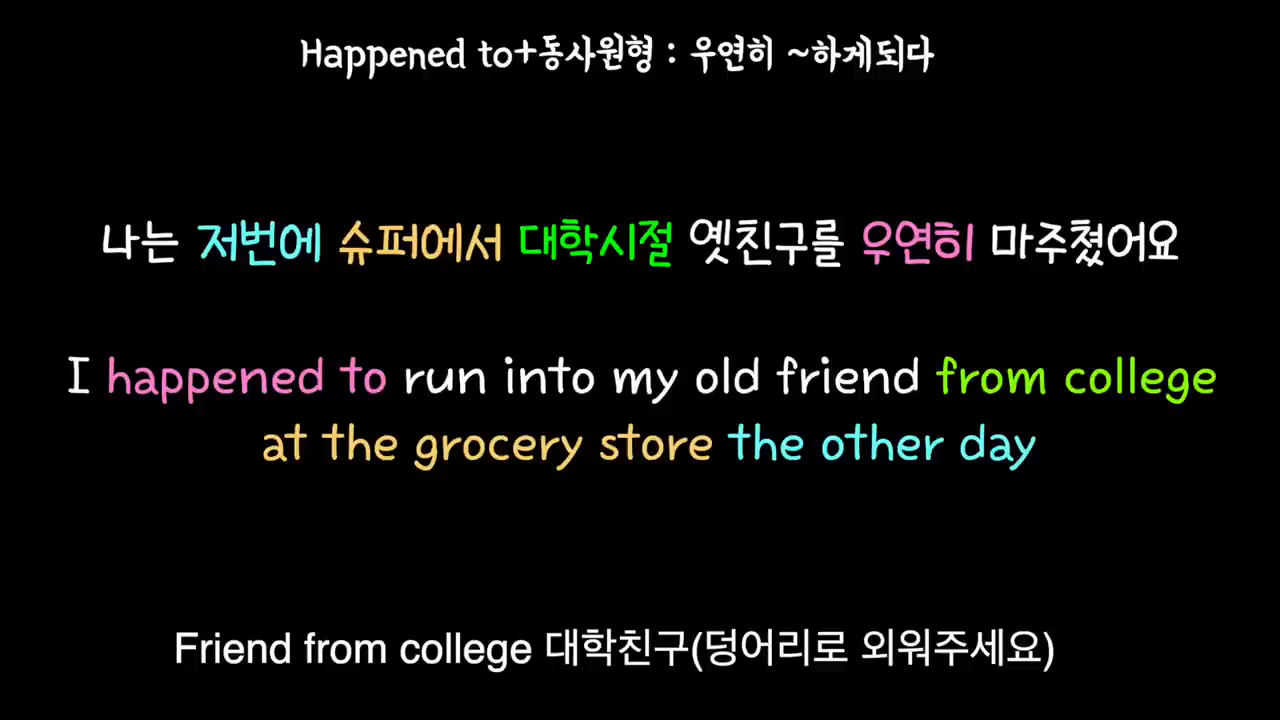 Happened to+동사원형 : 우연히 ~하게되다
나는 저번에 슈퍼에서 대학시절 옛친구를 우연히 마주쳤어요
I happened to run into my old friend from college
at the grocery store the other day
Friend from college 대학친구(덩어리로 외워주세요)